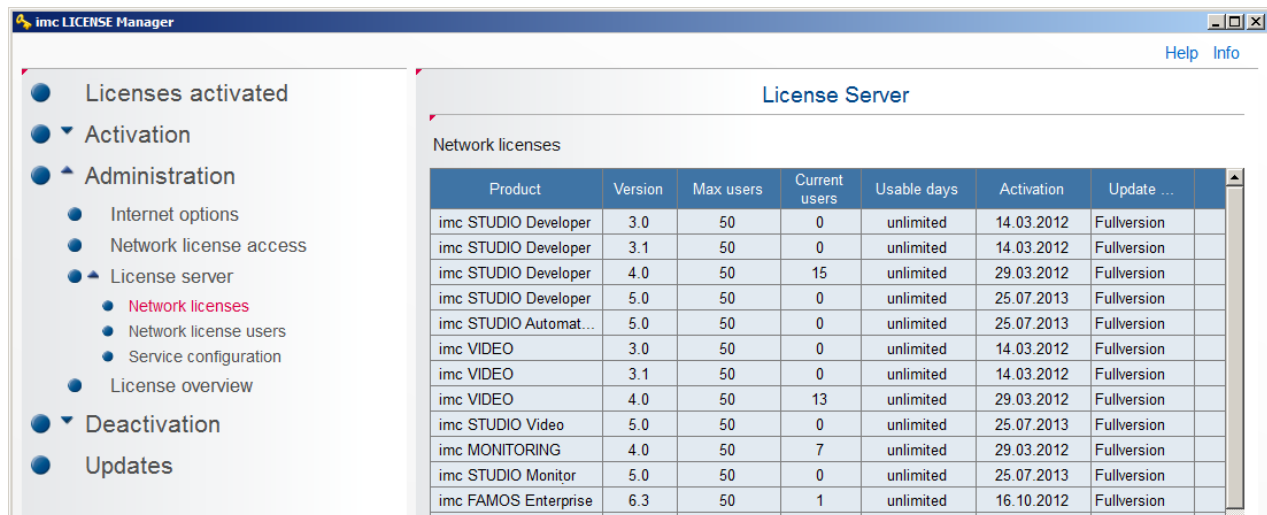 imc LICENSE Manager
Help Info
Licenses activated
Activation
Administration
Internet options
Network license access
License server
Network licenses
Network license users
Service configuration
License overview
Deactivation
Updates
License Server
Network licenses
Product Version Max users Current users Usable days Activation Update ...
imc STUDIO Developer 3.0 50 0 unlimited 14.03.2012 Fullversion
imc STUDIO Developer 3.1 50 0 unlimited 14.03.2012 Fullversion
imc STUDIO Developer 4.0 50 15 unlimited 29.03.2012 Fullversion
imc STUDIO Developer 5.0 50 0 unlimited 25.07.2013 Fullversion
imc STUDIO Automat... 5.0 50 0 unlimited 25.07.2013 Fullversion
imc VIDEO 3.0 50 0 unlimited 14.03.2012 Fullversion
imc VIDEO 3.1 50 0 unlimited 14.03.2012 Fullversion
imc VIDEO 4.0 50 13 unlimited 29.03.2012 Fullversion
imc STUDIO Video 5.0 50 0 unlimited 25.07.2013 Fullversion
imc MONITORING 4.0 50 7 unlimited 29.03.2012 Fullversion
imc STUDIO Monitor 5.0 50 0 unlimited 25.07.2013 Fullversion
imc FAMOS Enterprise 6.3 50 1 unlimited 16.10.2012 Fullversion